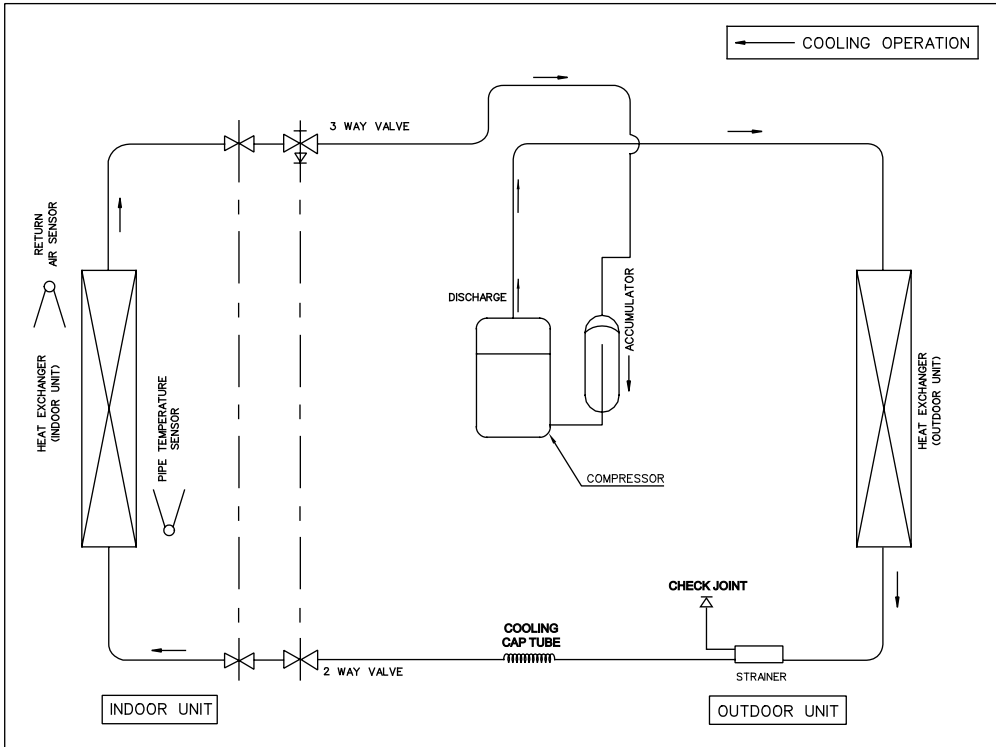 COOLING OPERATION
3 WAY VALVE
RETURN
AIR SENSOR
DISCHARGE
ACCUMULATOR
HEAT EXCHANGER
(INDOOR UNIT)
PIPE TEMPERATURE
SENSOR
HEAT EXCHANGER
(OUTDOOR UNIT)
COMPRESSOR
CHECK JOINT
COOLING
CAP TUBE
2 WAY VALVE
STRAINER
INDOOR UNIT
OUTDOOR UNIT